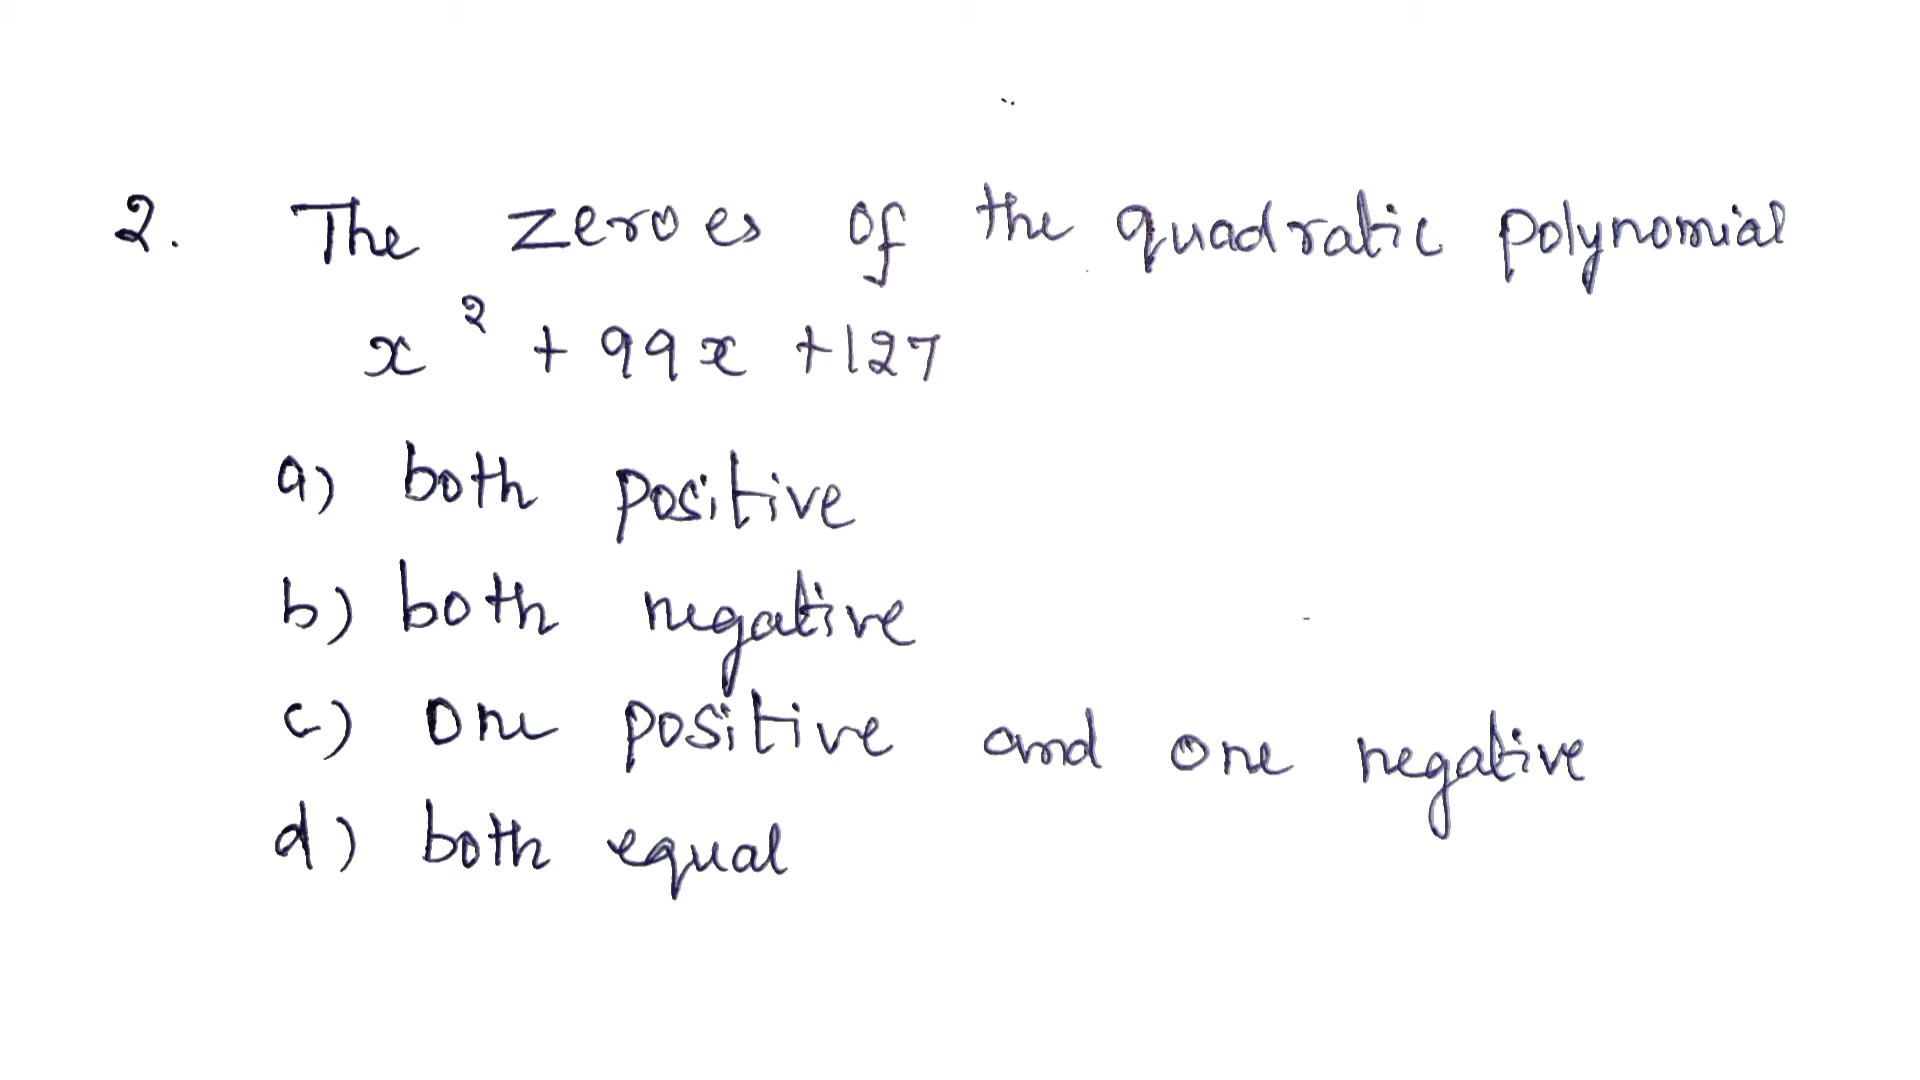 2. The zeroes of the quadratic polynomial
x² + 99x + 127
a) both positive
b) both negative
c) one positive and one negative
d) both equal